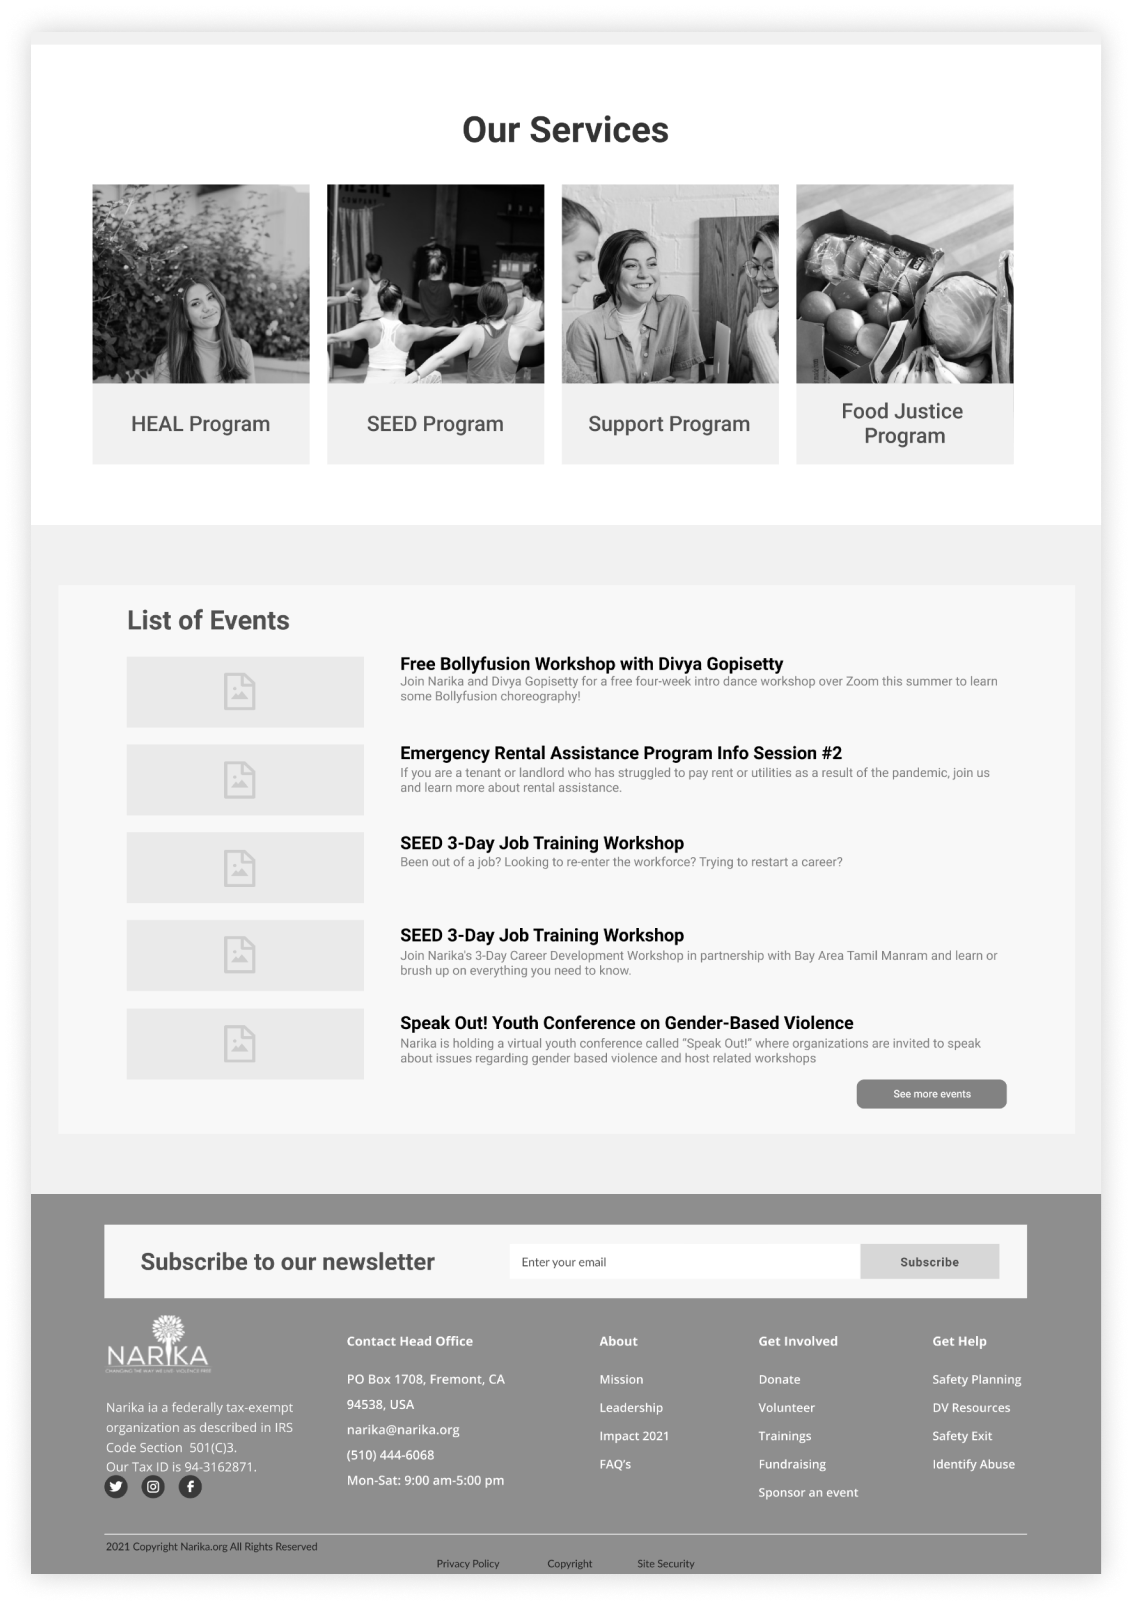 Our Services
HEAL Program
SEED Program
Support Program
Food Justice
Program
List of Events
Free Bollyfusion Workshop with Divya Gopisetty
Join Narika and Divya Gopisetty for a free four-week intro dance workshop over Zoom this summer to learn
some Bollyfusion choreography!
Emergency Rental Assistance Program Info Session #2
If you are a tenant or landlord who has struggled to pay rent or utilities as a result of the pandemic, join us
and learn more about rental assistance.
SEED 3-Day Job Training Workshop
Been out of a job? Looking to re-enter the workforce? Trying to restart a career?
SEED 3-Day Job Training Workshop
Join Narika's 3-Day Career Development Workshop in partnership with Bay Area Tamil Manram and learn or
brush up on everything you need to know.
Speak Out! Youth Conference on Gender-Based Violence
Narika is holding a virtual youth conference called “Speak Out!” where organizations are invited to speak
about issues regarding gender based violence and host related workshops
See more events
Subscribe to our newsletter
Enter your email
Subscribe
NARIKA
CHANGING THE WAY WE LIVE: VIOLENCE FREE
Narika ia a federally tax-exempt
organization as described in IRS
Code Section  501(C)3.
Our Tax ID is 94-3162871.
Contact Head Office
PO Box 1708, Fremont, CA
94538, USA
narika@narika.org
(510) 444-6068
Mon-Sat: 9:00 am-5:00 pm
About
Mission
Leadership
Impact 2021
FAQ’s
Get Involved
Donate
Volunteer
Trainings
Fundraising
Sponsor an event
Get Help
Safety Planning
DV Resources
Safety Exit
Identify Abuse
2021 Copyright Narika.org All Rights Reserved
Privacy Policy
Copyright
Site Security